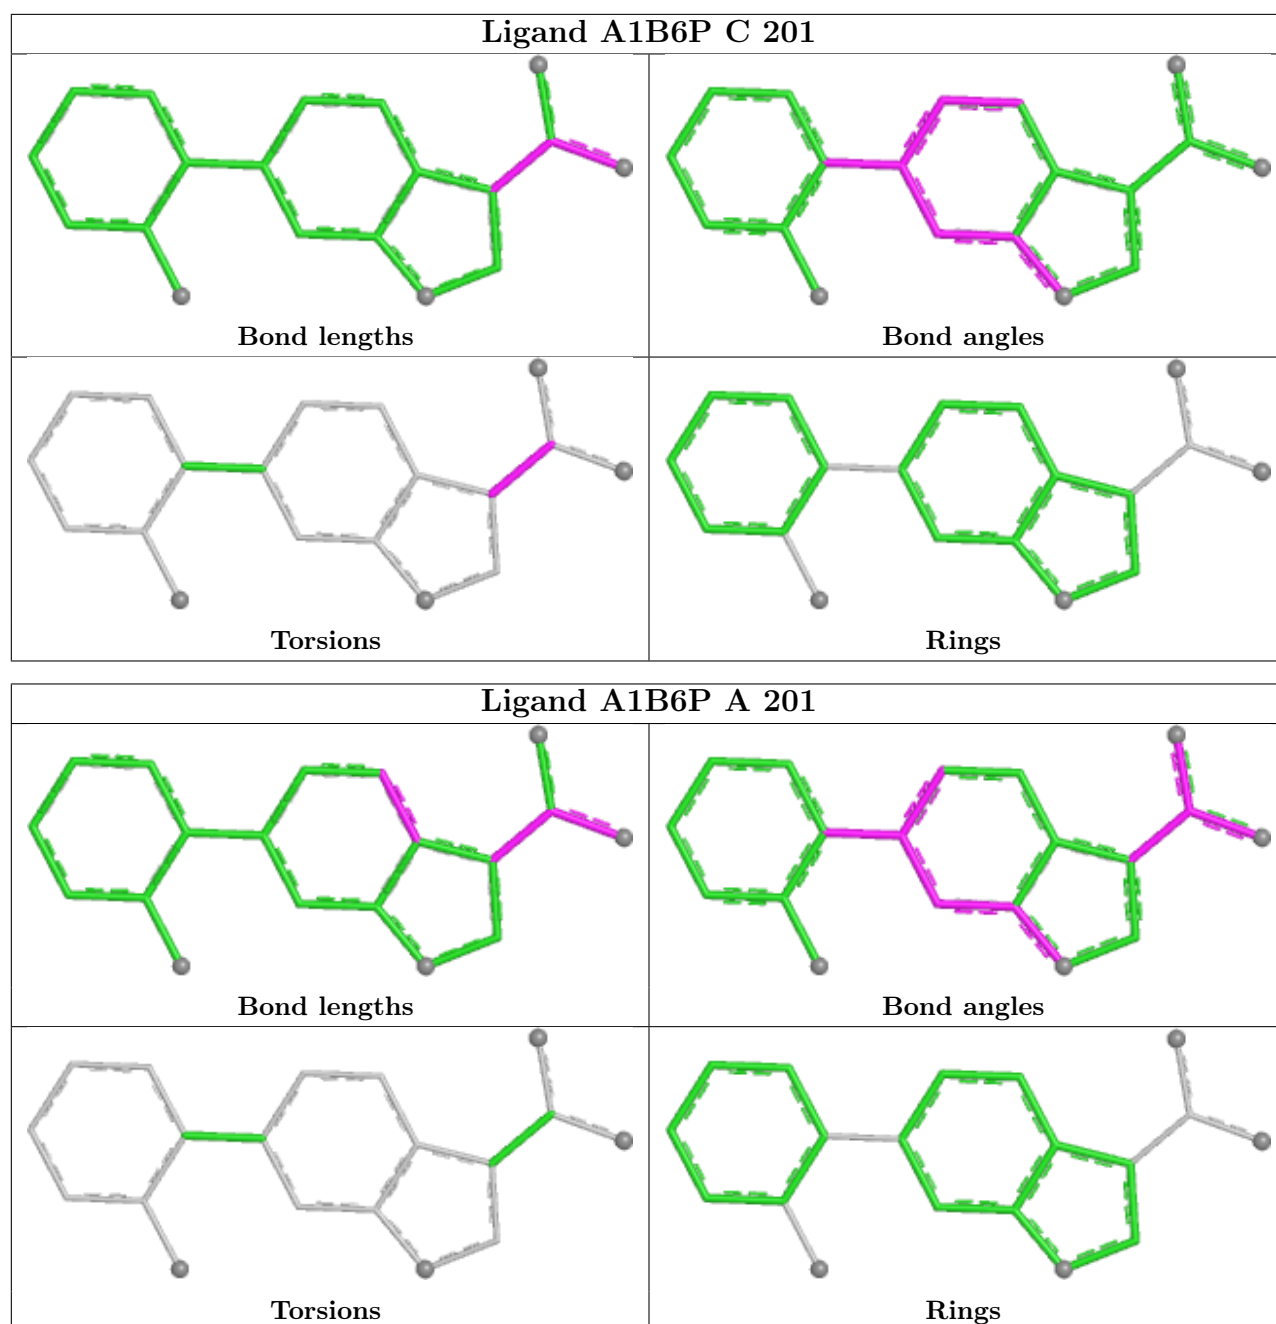 Ligand A1B6P C 201
Bond lengths
Bond angles
Torsions
Rings
Ligand A1B6P A 201
Bond lengths
Bond angles
Torsions
Rings